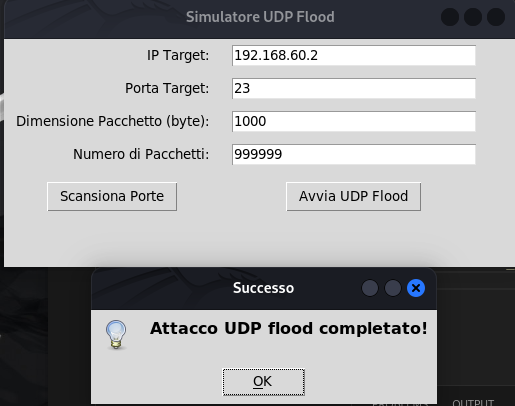 Simulatore UDP Flood
IP Target: 192.168.60.2
Porta Target: 23
Dimensione Pacchetto (byte): 1000
Numero di Pacchetti: 999999
Scansiona Porte Avvia UDP Flood
Successo
Attacco UDP flood completato!
OK
OUTPUT